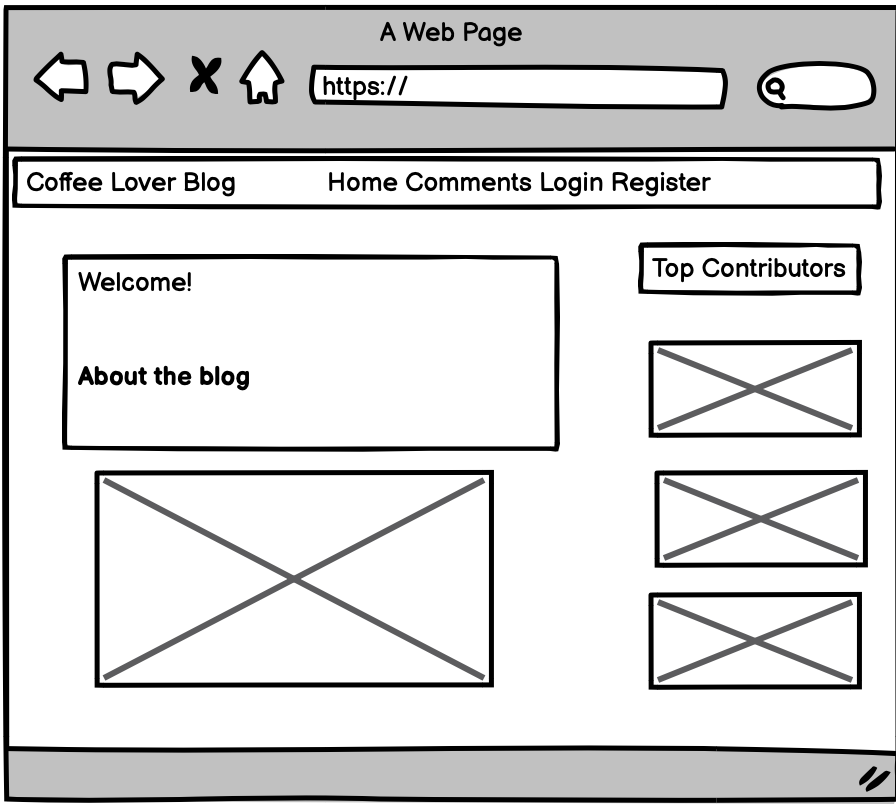 A Web Page
https://
Coffee Lover Blog
Home Comments Login Register
Welcome!
About the blog
Top Contributors